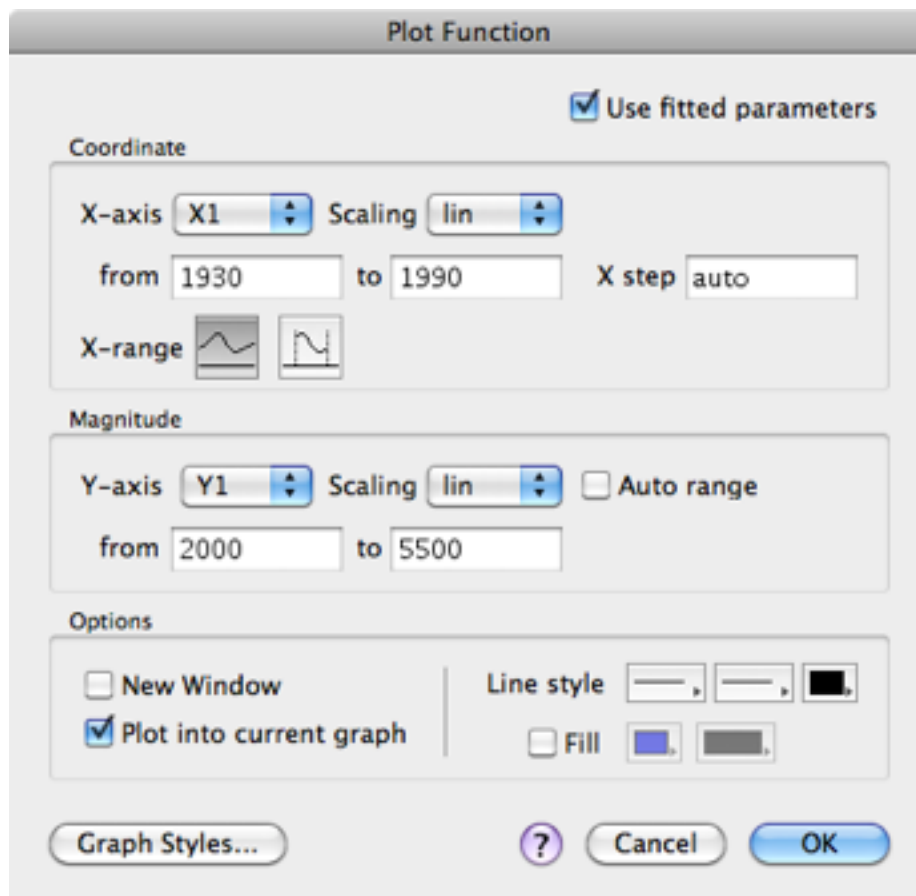 Plot Function
Use fitted parameters
Coordinate
X-axis X1 Scaling lin
from 1930 to 1990 X step auto
X-range
Magnitude
Y-axis Y1 Scaling lin Auto range
from 2000 to 5500
Options
New Window Line style
Plot into current graph Fill
Graph Styles... ? Cancel OK